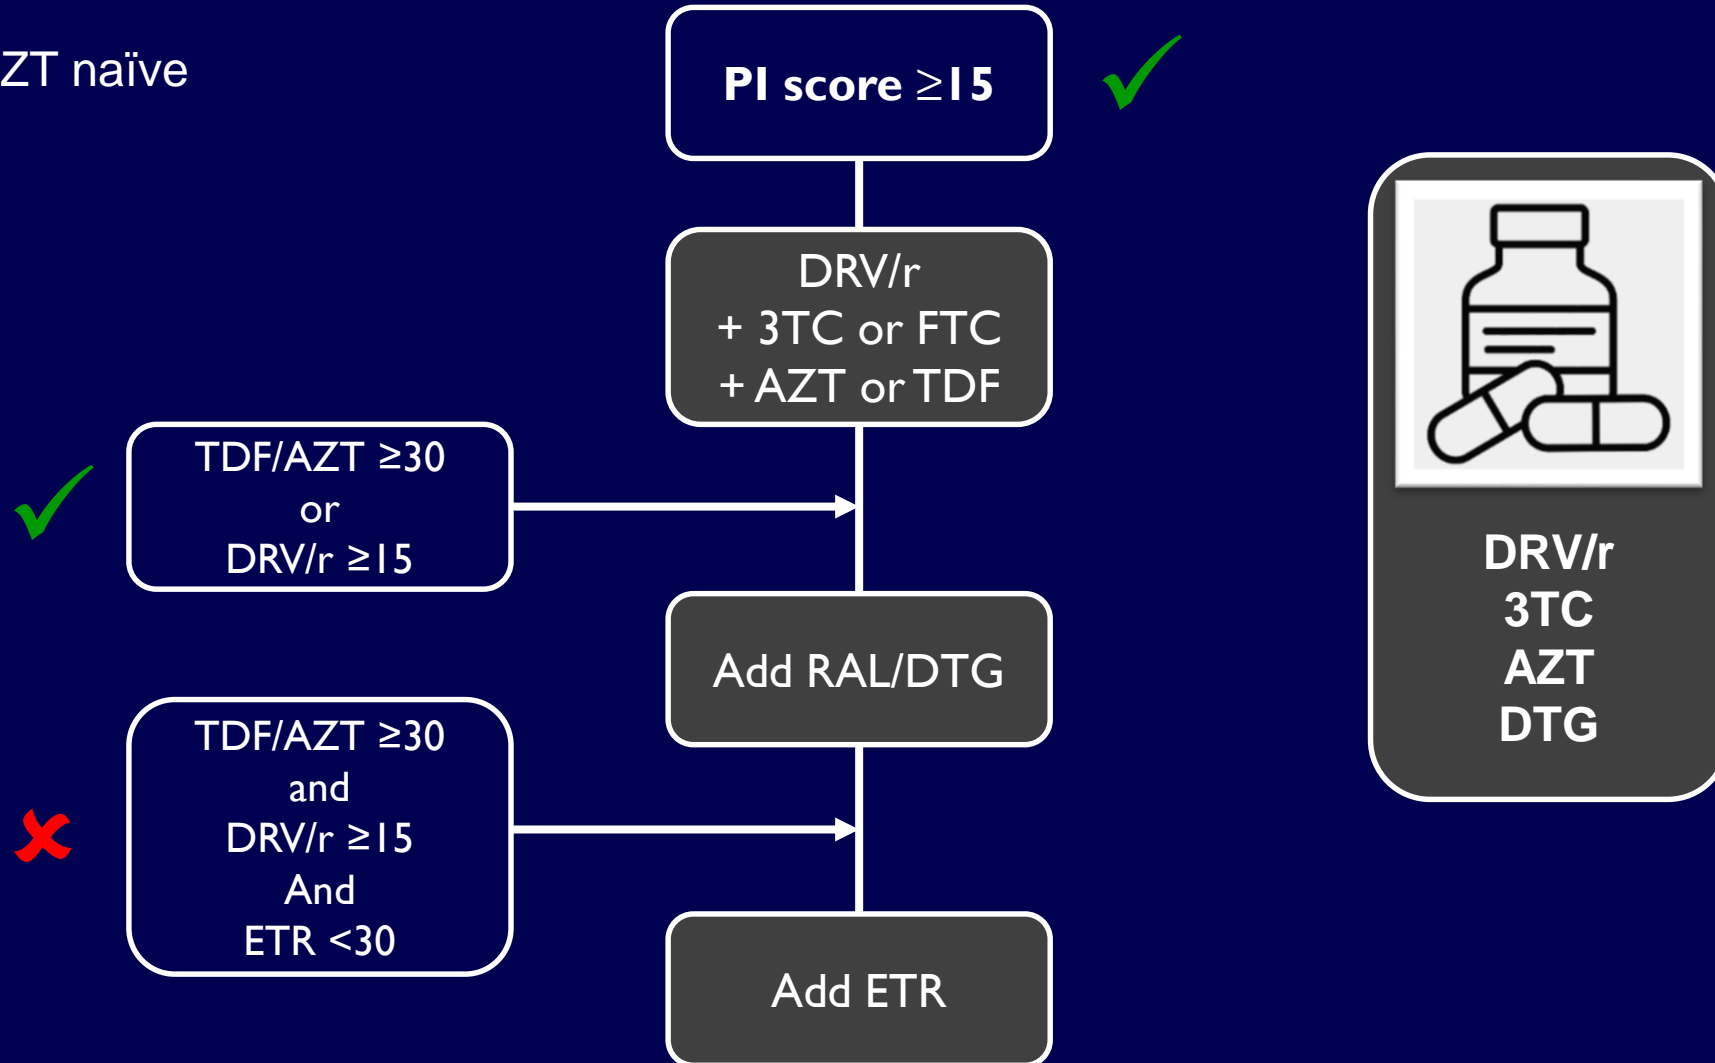 ZT naïve
PI score ≥15
DRV/r
+ 3TC or FTC
+ AZT or TDF
TDF/AZT ≥30
or
DRV/r ≥15
Add RAL/DTG
TDF/AZT ≥30
and
DRV/r ≥15
And
ETR <30
Add ETR
DRV/r
3TC
AZT
DTG